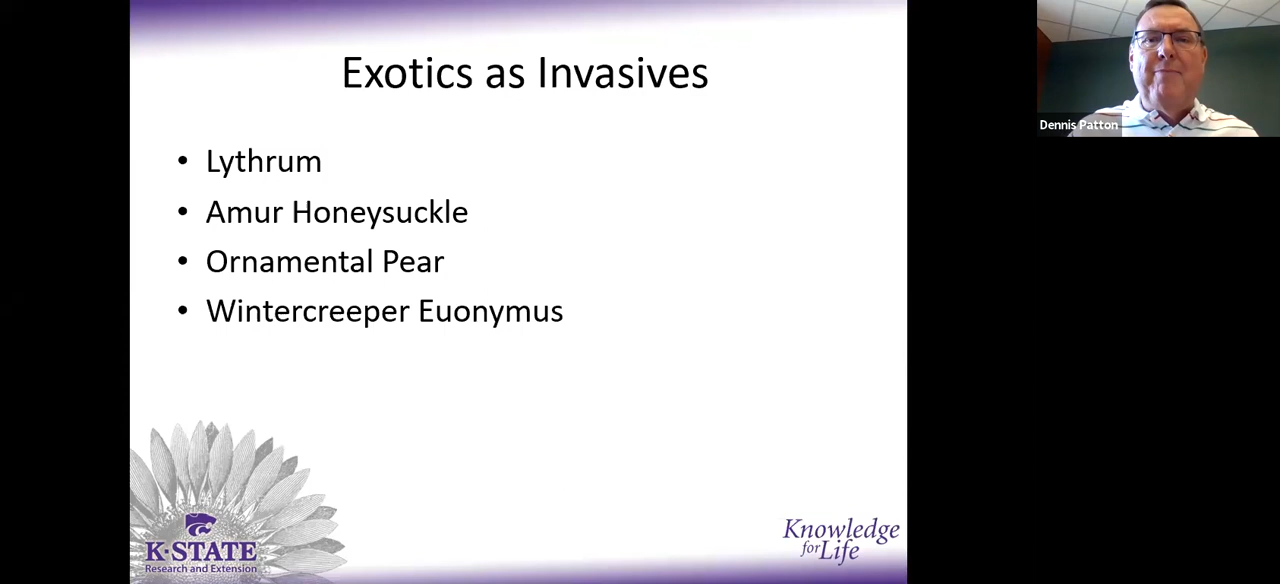 Exotics as Invasives
• Lythrum
• Amur Honeysuckle
• Ornamental Pear
• Wintercreeper Euonymus
K-STATE
Research and Extension
Knowledge
for Life
Dennis Patton